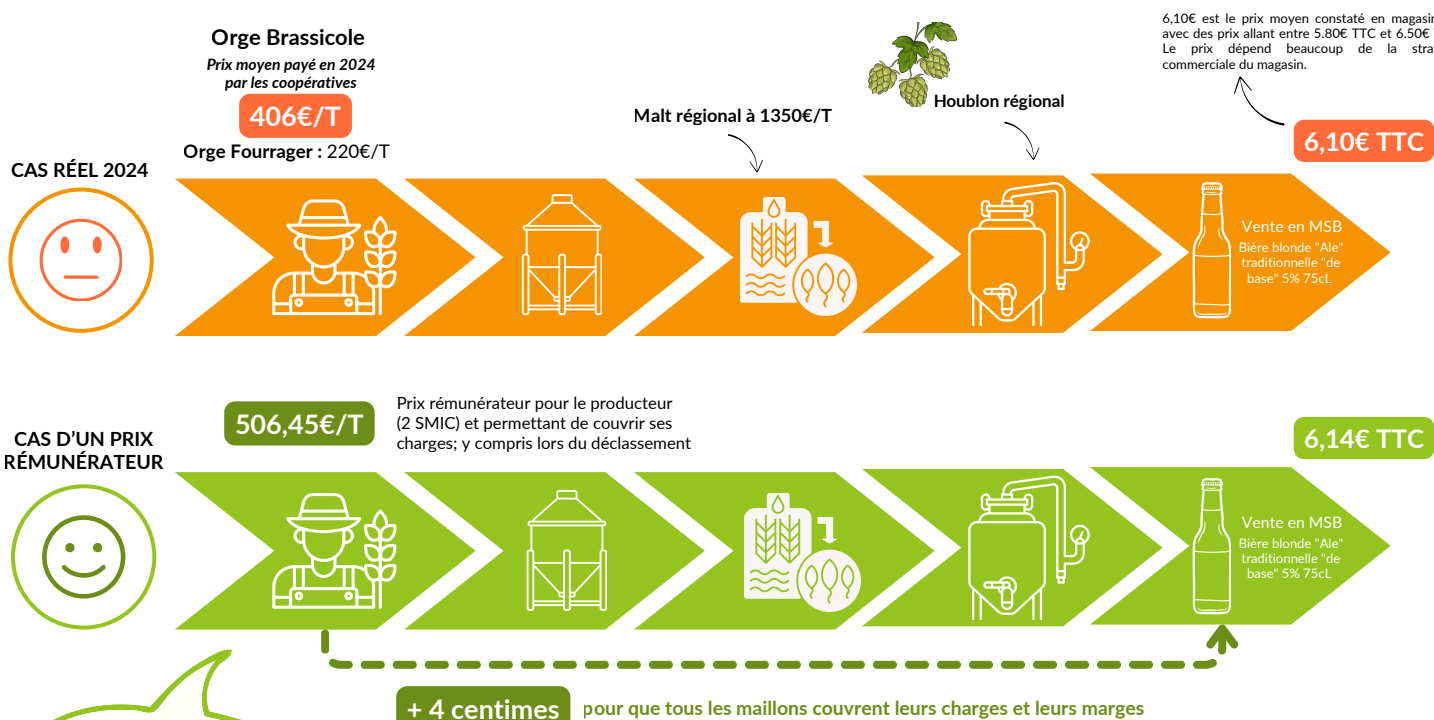 Orge Brassicole
Prix moyen payé en 2024
par les coopératives
406€/T
Orge Fourrager : 220€/T
Malt régional à 1350€/T
Houblon régional
6,10€ est le prix moyen constaté en
avec des prix allant entre 5.80€ TTC et 6.50€
Le prix dépend beaucoup de la
commerciale du magasin.
6,10€ TTC
CAS RÉEL 2024
Vente en MSB
Bière blonde "Ale"
traditionnelle "de
base" 5% 75cL
CAS D'UN PRIX
RÉMUNÉRATEUR
506,45€/T
Prix rémunérateur pour le producteur
(2 SMIC) et permettant de couvrir ses
charges; y compris lors du déclassement
6,14€ TTC
Vente en MSB
Bière blonde "Ale"
traditionnelle "de
base" 5% 75cL
+ 4 centimes
pour que tous les maillons couvrent leurs charges et leurs marges